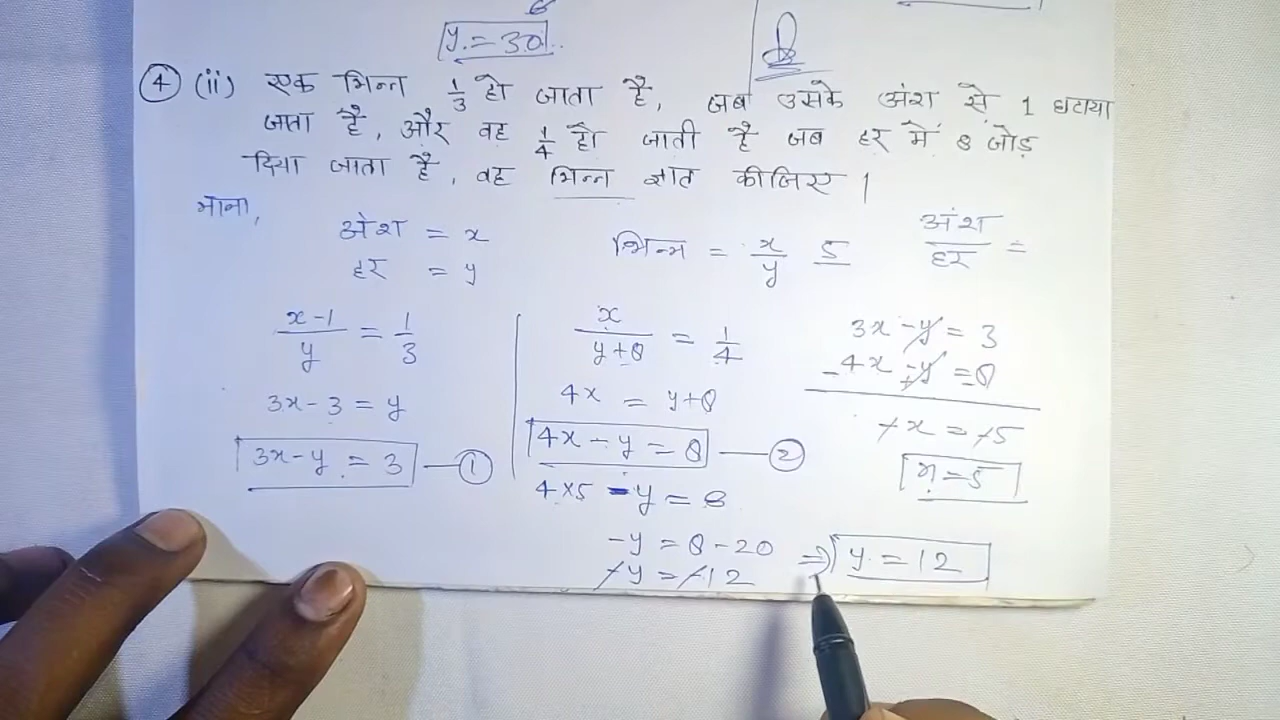 y = 30
④ (ii) एक भिन्न 1/3 हो जाता है, जब उसके अंश से 1 घटाया
जाता है, और वह 1/4 हो जाती है जब हर में 8 जोड़
दिया जाता है, वह भिन्न ज्ञात कीजिए।
माना,
अंश = x
हर = y
भिन्न = x/y 5
अंश/हर =
(x-1)/y = 1/3
3x-3 = y
3x-y = 3 —①
x/(y+8) = 1/4
4x = y+8
4x-y = 8 —②
4×5 -y = 8
-y = 8-20
-y = -12
⇒ y = 12
3x-y = 3
4x-y = 8
-x = -5
x = 5